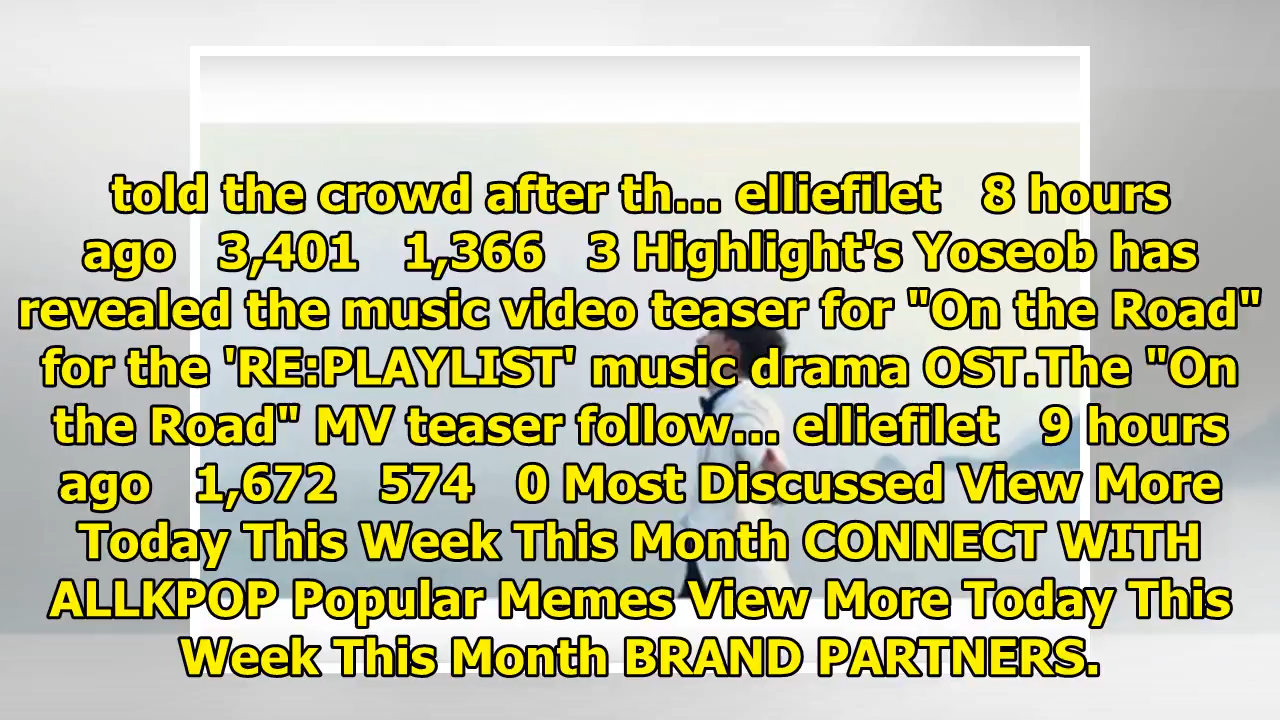 told the crowd after th... elliefilet 8 hours
ago 3,401 1,366 3 Highlight's Yoseob has
revealed the music video teaser for "On the Road"
for the 'RE:PLAYLIST' music drama OST.The "On
the Road" MV teaser follow... elliefilet 9 hours
ago 1,672 574 0 Most Discussed View More
Today This Week This Month CONNECT WITH
ALLKPOP Popular Memes View More Today This
Week This Month BRAND PARTNERS.